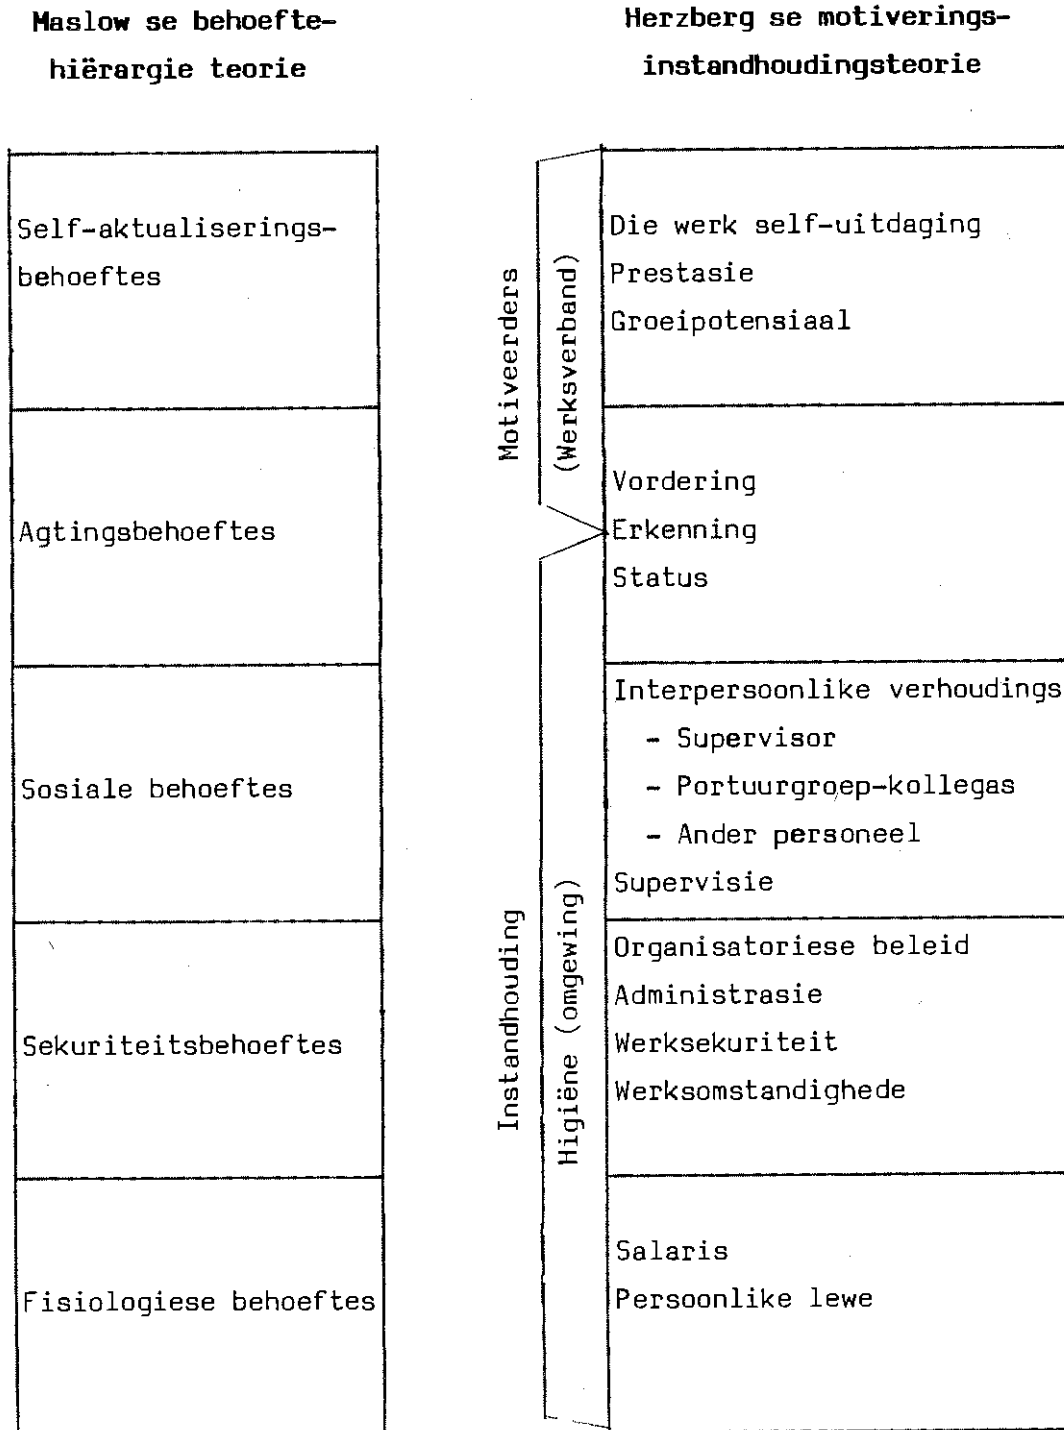 Maslow se behoefte-
hiërargie teorie
Herzberg se motiverings-
instandhoudingsteorie
Self-aktualiserings-
behoeftes
Agtingsbehoeftes
Sosiale behoeftes
Sekuriteitsbehoeftes
Fisiologiese behoeftes
Motiveerders
(Werksverband)
Instandhouding
Higiëne (omgewing)
Die werk self-uitdaging
Prestasie
Groeipotensiaal
Vordering
Erkenning
Status
Interpersoonlike verhoudings
- Supervisor
- Portuurgroep-kollegas
- Ander personeel
Supervisie
Organisatoriese beleid
Administrasie
Werksekuriteit
Werksomstandighede
Salaris
Persoonlike lewe